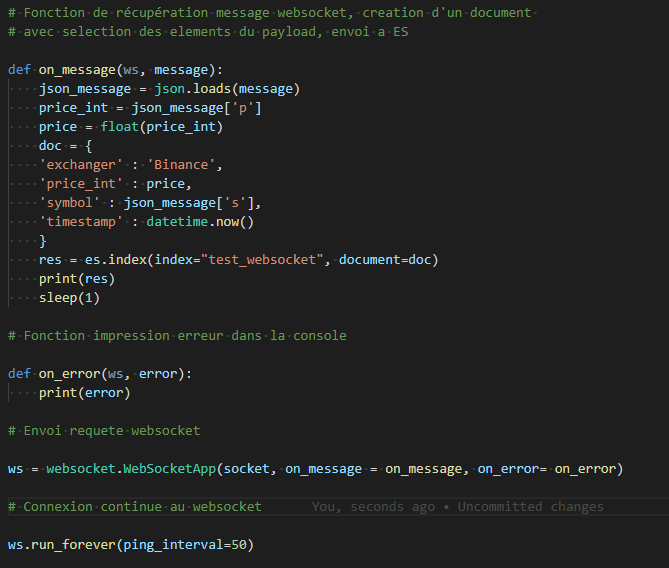 # Fonction de récupération message websocket, creation d'un document
# avec selection des elements du payload, envoi a ES
def on_message(ws, message):
    json_message = json.loads(message)
    price_int = json_message['p']
    price = float(price_int)
    doc = {
    'exchanger' : 'Binance',
    'price_int' : price,
    'symbol' : json_message['s'],
    'timestamp' : datetime.now()
    }
    res = es.index(index="test_websocket", document=doc)
    print(res)
    sleep(1)
# Fonction impression erreur dans la console
def on_error(ws, error):
    print(error)
# Envoi requete websocket
ws = websocket.WebSocketApp(socket, on_message = on_message, on_error= on_error)
# Connexion continue au websocket You, seconds ago • Uncommitted changes
ws.run_forever(ping_interval=50)